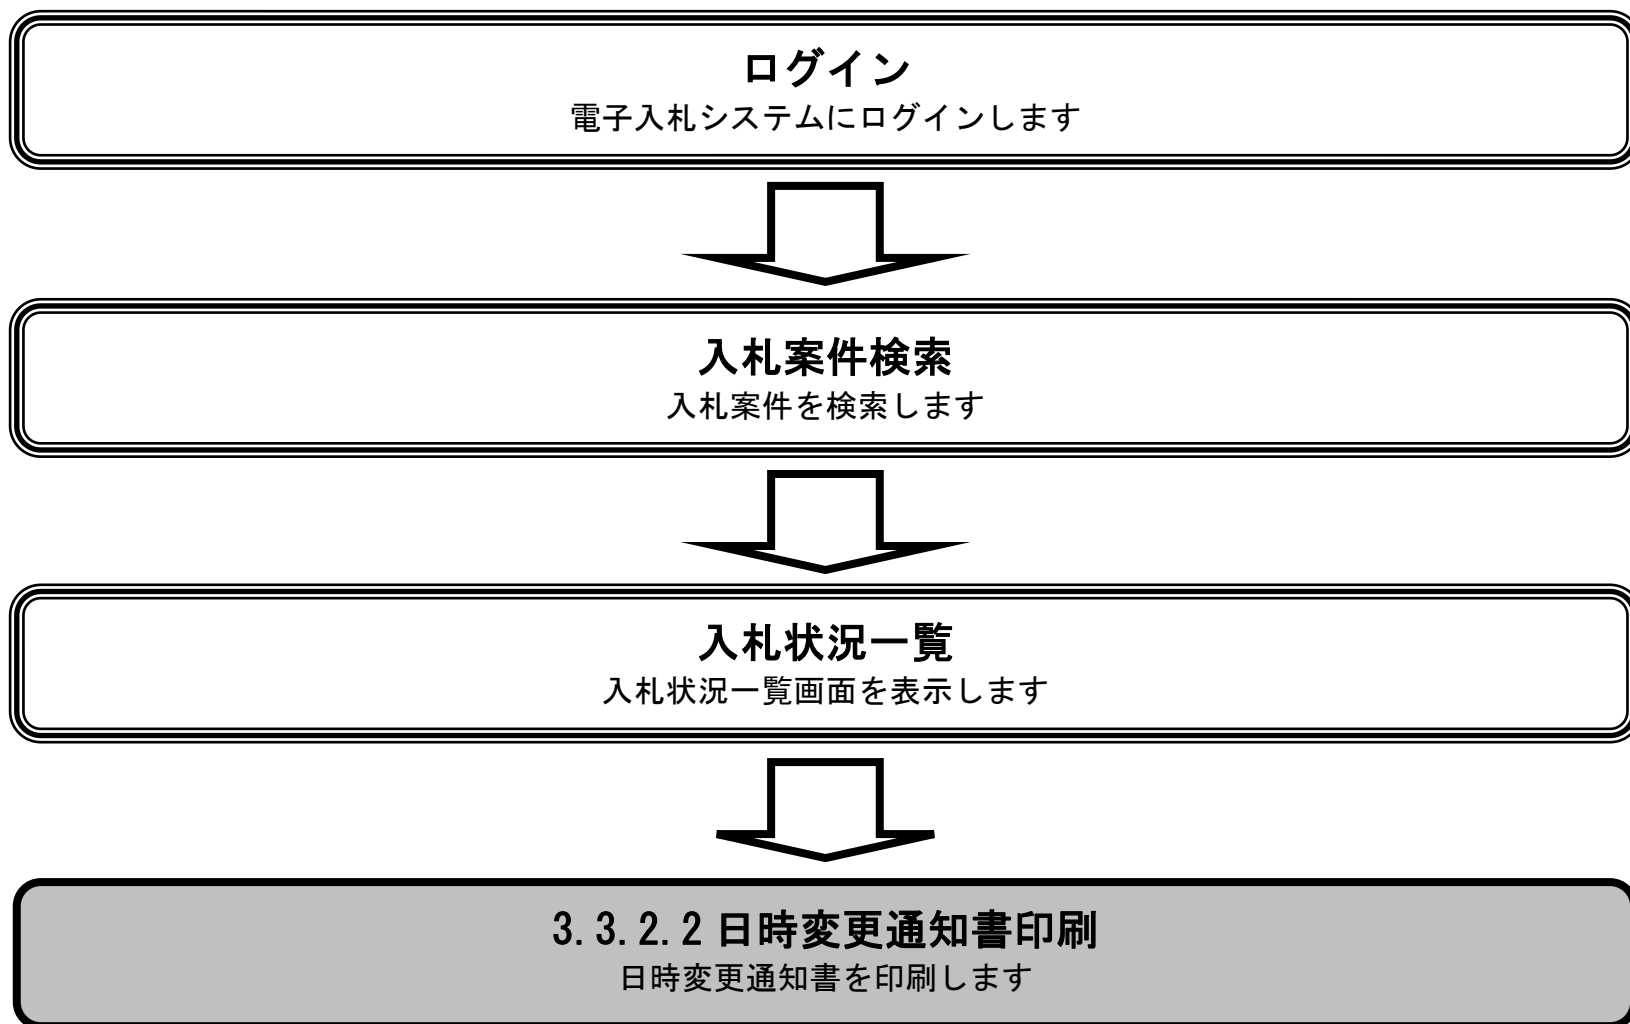 ログイン
電子入札システムにログインします
入札案件検索
入札案件を検索します
入札状況一覧
入札状況一覧画面を表示します
3.3.2.2日時変更通知書印刷
日時変更通知書を印刷します